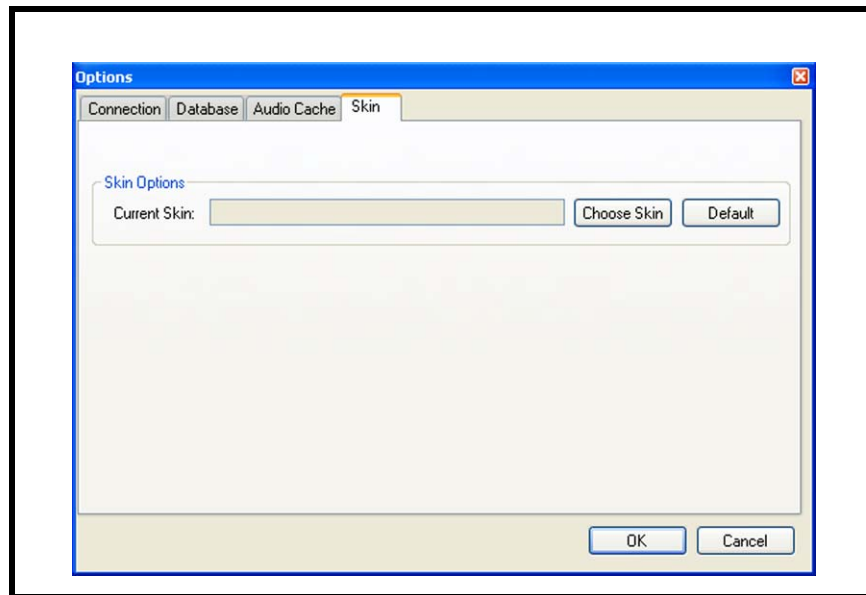 Options
Connection Database Audio Cache Skin
Skin Options
Current Skin: Choose Skin Default
OK Cancel